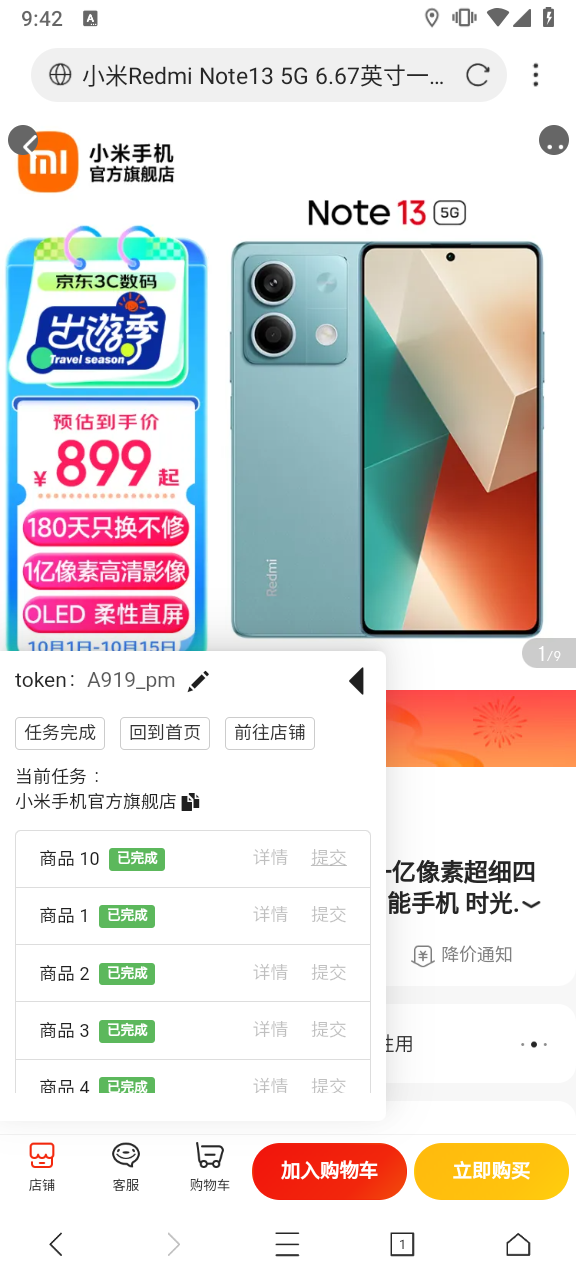 9:42
A
小米Redmi Note13 5G 6.67英寸一…
小米手机
官方旗舰店
Note 13 5G
京东3C数码
出游季
Travel season
预估到手价
¥ 899 起
180天只换不修
1亿像素高清影像
OLED 柔性直屏
10月1日-10月15日
Redmi
1/9
token： A919_pm
任务完成 回到首页 前往店铺
当前任务：
小米手机官方旗舰店
商品 10 已完成 详情 提交
商品 1 已完成 详情 提交
商品 2 已完成 详情 提交
商品 3 已完成 详情 提交
商品 4 已完成 详情 提交
亿像素超细四
能手机 时光.
降价通知
性用
店铺 客服 购物车 加入购物车 立即购买
1